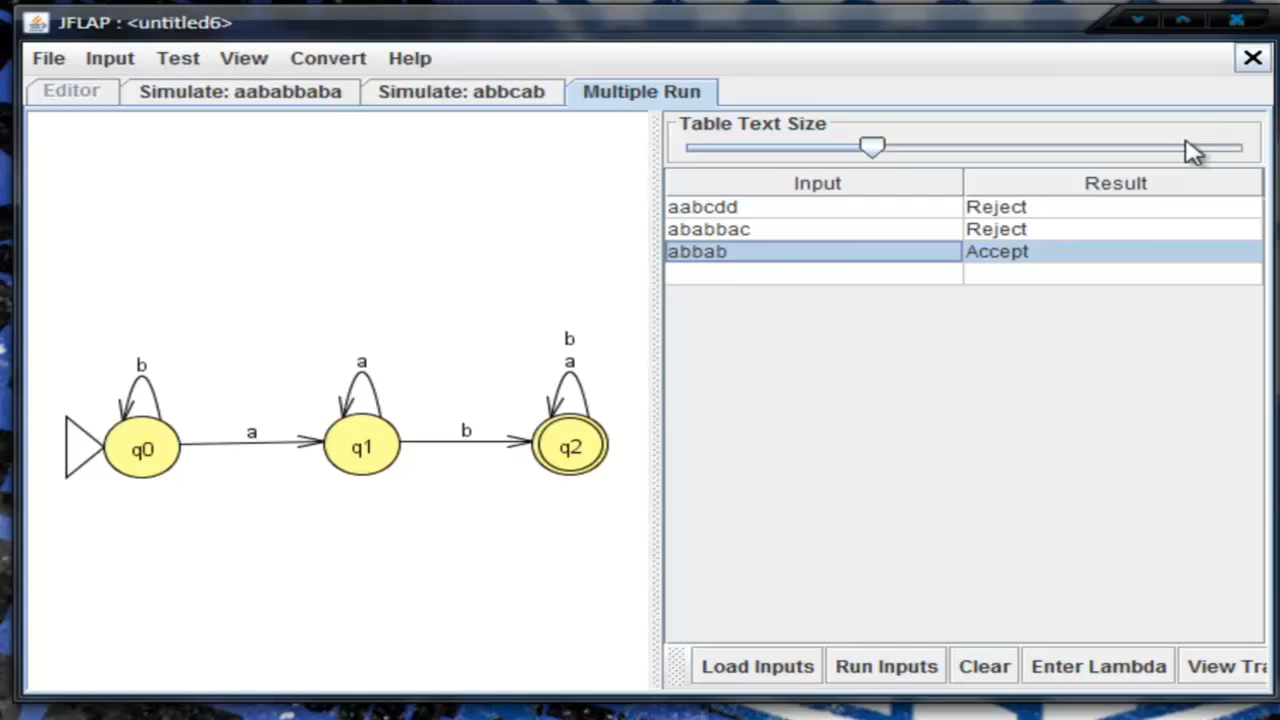 JFLAP : <untitled6>
File Input Test View Convert Help
Editor Simulate: aababbaba Simulate: abbcab Multiple Run
Table Text Size
Input Result
aabcdd Reject
ababbac Reject
abbab Accept
b
b a a
a b
q0 q1 q2
Load Inputs Run Inputs Clear Enter Lambda View Tra